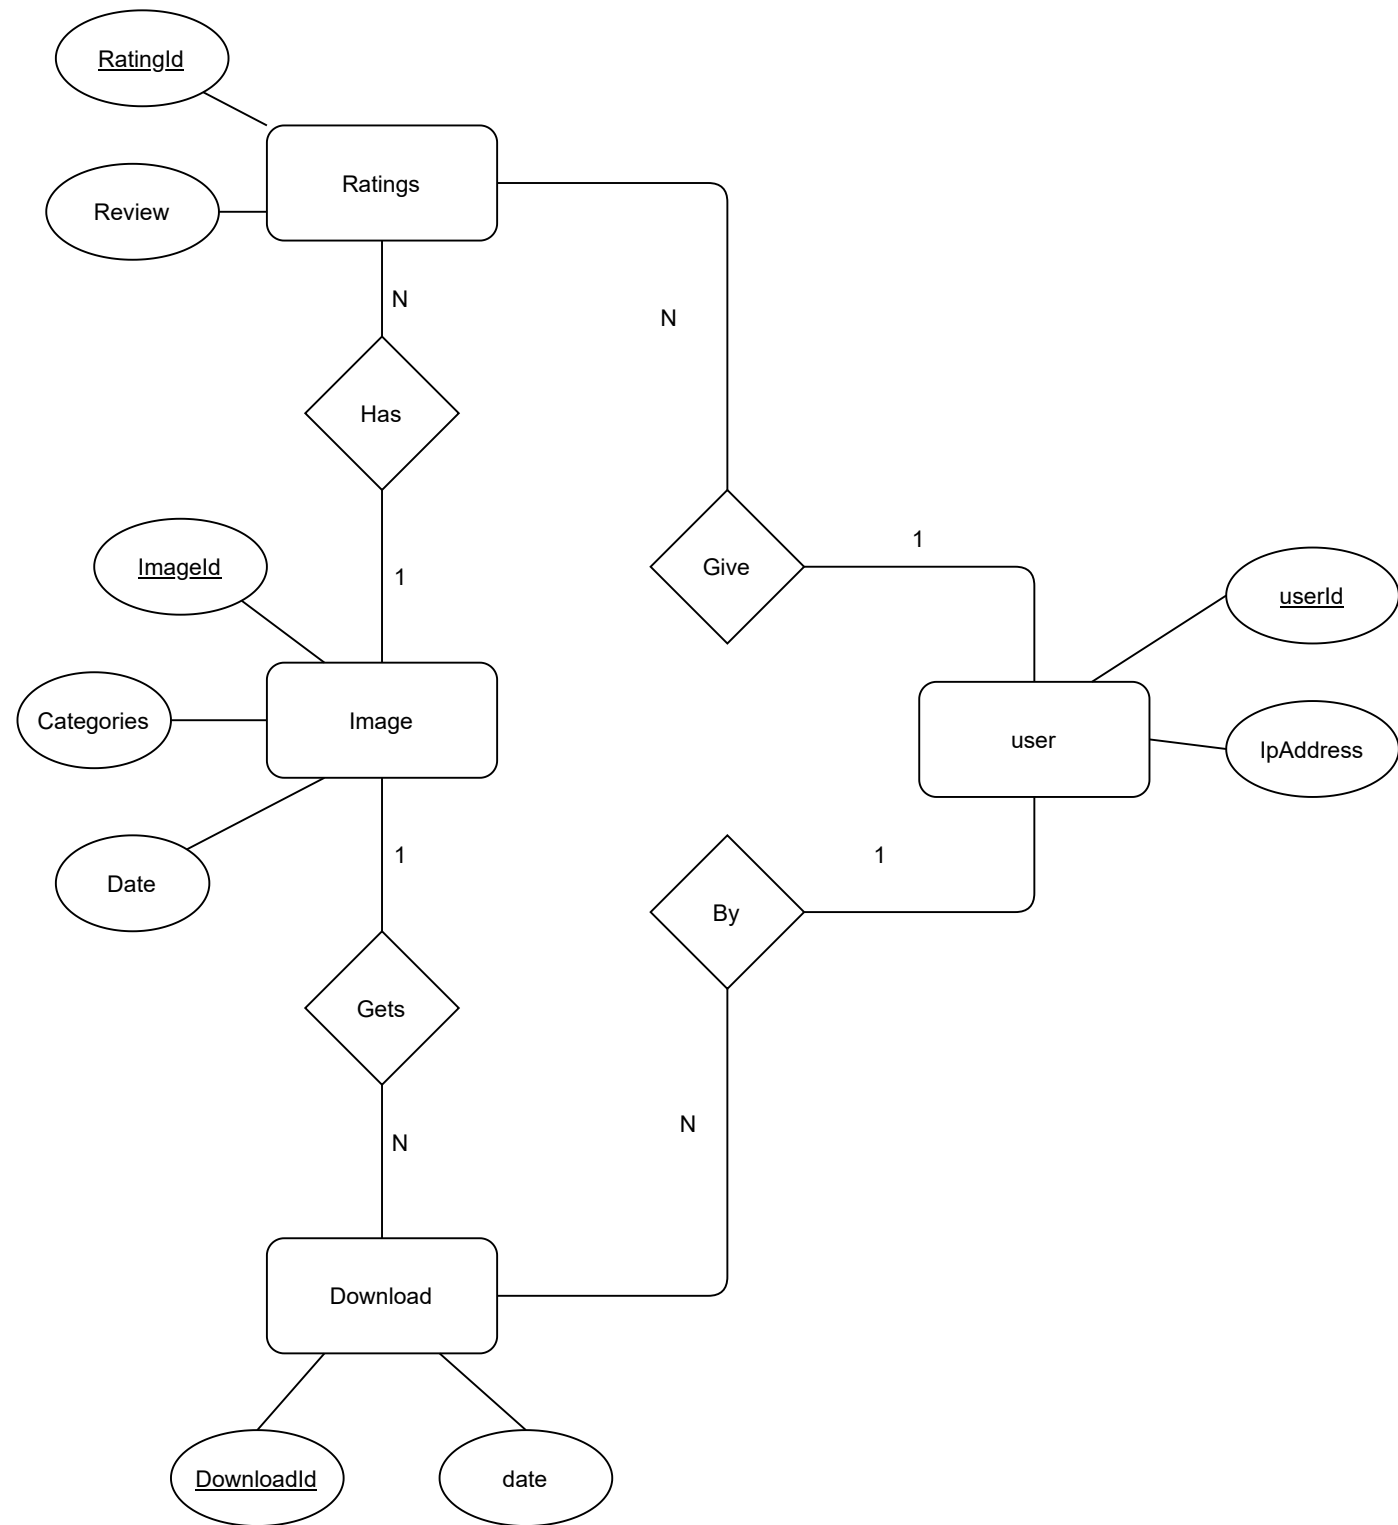 RatingId
Ratings
Review
N
N
Has
1
ImageId
Give
1
userId
Categories
Image
user
IpAddress
Date
1
1
By
Gets
N
N
Download
DownloadId
date